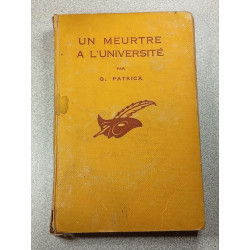 UN MEURTRE
A L'UNIVERSITÉ
PAR
Q. PATRICK